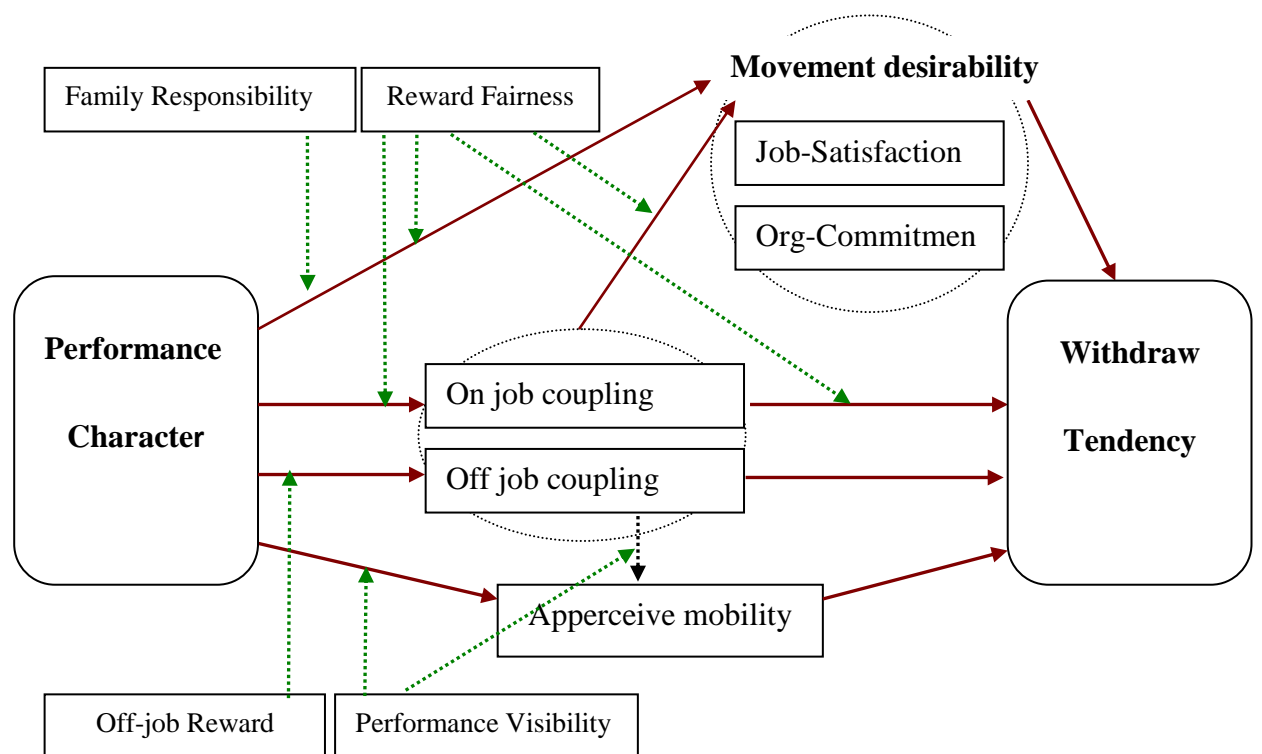 Movement desirability
Family Responsibility
Reward Fairness
Job-Satisfaction
Org-Commitmen
Performance
Character
On job coupling
Off job coupling
Withdraw
Tendency
Apperceive mobility
Off-job Reward
Performance Visibility